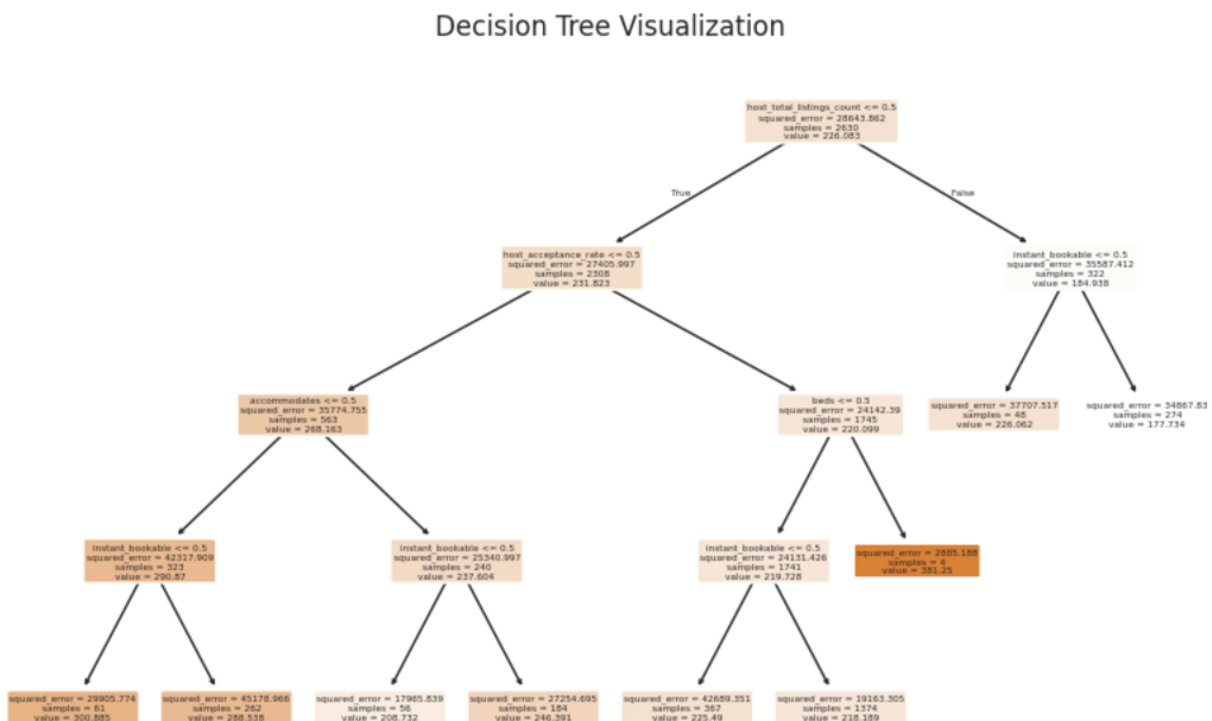 Decision Tree Visualization
host_total_listings_count <= 0.5
squared_error = 28643.862
samples = 2630
value = 226.083
True
False
host_acceptance_rate <= 0.5
squared_error = 27405.997
samples = 2308
value = 231.823
instant_bookable <= 0.5
squared_error = 35587.412
samples = 322
value = 184.938
accommodates <= 0.5
squared_error = 35774.755
samples = 563
value = 268.163
beds <= 0.5
squared_error = 24142.39
samples = 1745
value = 220.099
squared_error = 37707.517
samples = 48
value = 226.062
squared_error = 34867.83
samples = 274
value = 177.734
instant_bookable <= 0.5
squared_error = 42317.909
samples = 323
value = 290.87
instant_bookable <= 0.5
squared_error = 25340.997
samples = 240
value = 237.604
instant_bookable <= 0.5
squared_error = 24131.426
samples = 1741
value = 219.728
squared_error = 2885.188
samples = 4
value = 381.25
squared_error = 29905.774
samples = 61
value = 300.885
squared_error = 45178.966
samples = 262
value = 288.538
squared_error = 17965.839
samples = 56
value = 208.732
squared_error = 27254.695
samples = 184
value = 246.391
squared_error = 42689.351
samples = 367
value = 225.49
squared_error = 19163.305
samples = 1374
value = 218.189